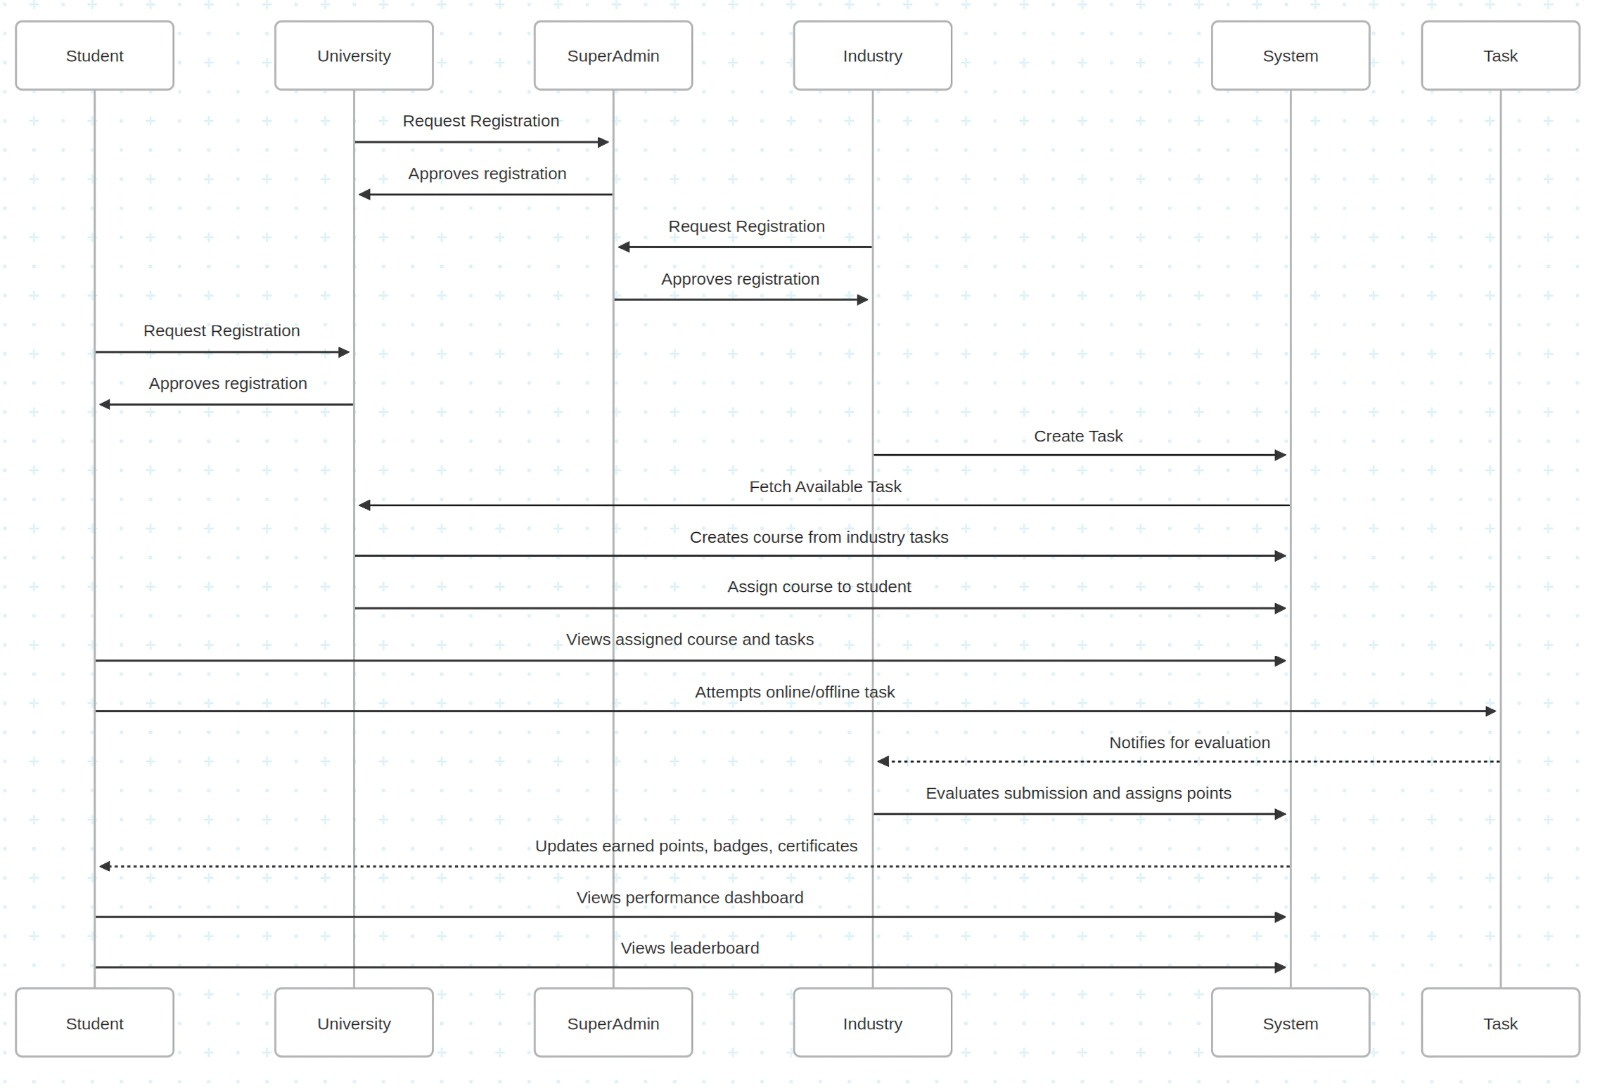 Student
University
SuperAdmin
Industry
System
Task
Request Registration
Approves registration
Request Registration
Approves registration
Request Registration
Approves registration
Create Task
Fetch Available Task
Creates course from industry tasks
Assign course to student
Views assigned course and tasks
Attempts online/offline task
Notifies for evaluation
Evaluates submission and assigns points
Updates earned points, badges, certificates
Views performance dashboard
Views leaderboard
Student
University
SuperAdmin
Industry
System
Task